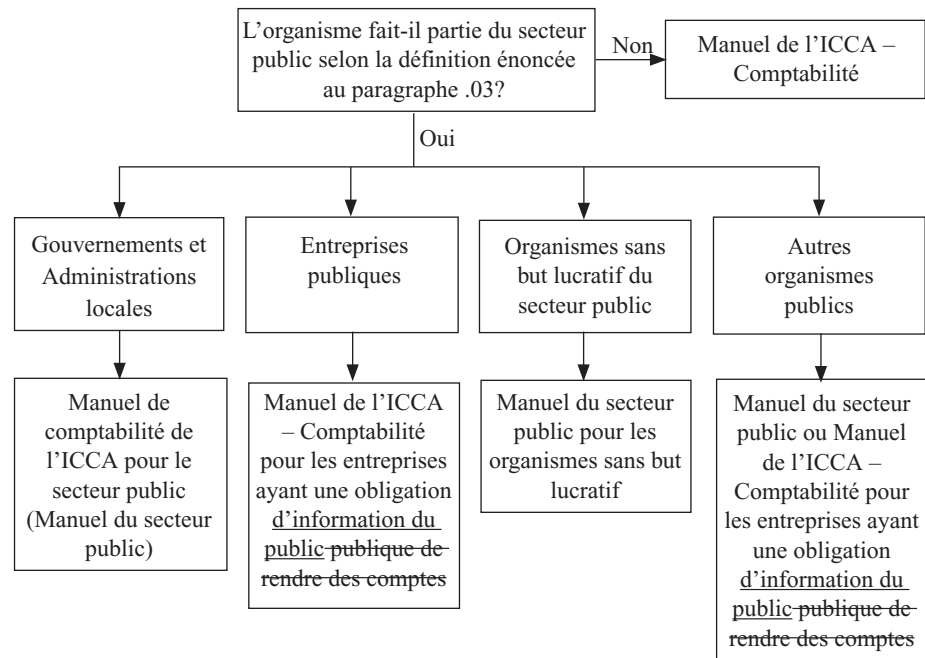 L’organisme fait-il partie du secteur
public selon la définition énoncée
au paragraphe .03?
Non
Manuel de l’ICCA –
Comptabilité
Oui
Gouvernements et
Administrations
locales
Entreprises
publiques
Organismes sans
but lucratif du
secteur public
Autres
organismes
publics
Manuel de
comptabilité de
l’ICCA pour le
secteur public
(Manuel du secteur
public)
Manuel de l’ICCA
– Comptabilité
pour les entreprises
ayant une obligation
d’information du
public publique de
rendre des comptes
Manuel du secteur
public pour les
organismes sans but
lucratif
Manuel du secteur
public ou Manuel
de l’ICCA –
Comptabilité pour
les entreprises ayant
une obligation
d’information du
public publique de
rendre des comptes